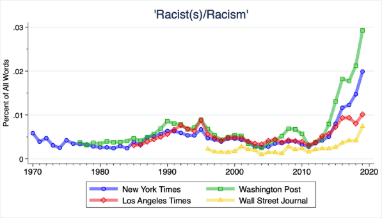 'Racist(s)/Racism'
Percent of All Words
.03
.02
.01
0
1970 1980 1990 2000 2010 2020
New York Times Washington Post
Los Angeles Times Wall Street Journal